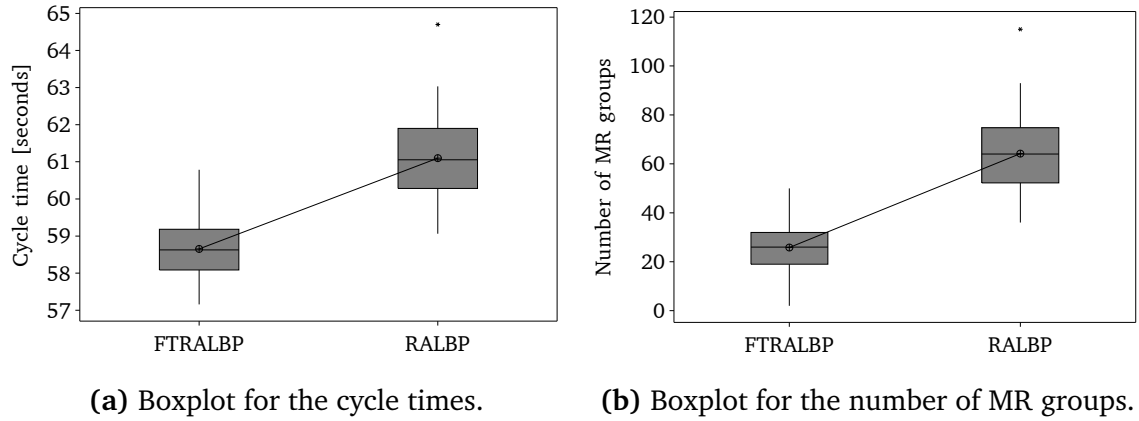 65
64
63
62
61
60
59
58
57
Cycle time [seconds]
FTRALBP RALBP
(a) Boxplot for the cycle times.
120
100
80
60
40
20
0
Number of MR groups
FTRALBP RALBP
(b) Boxplot for the number of MR groups.